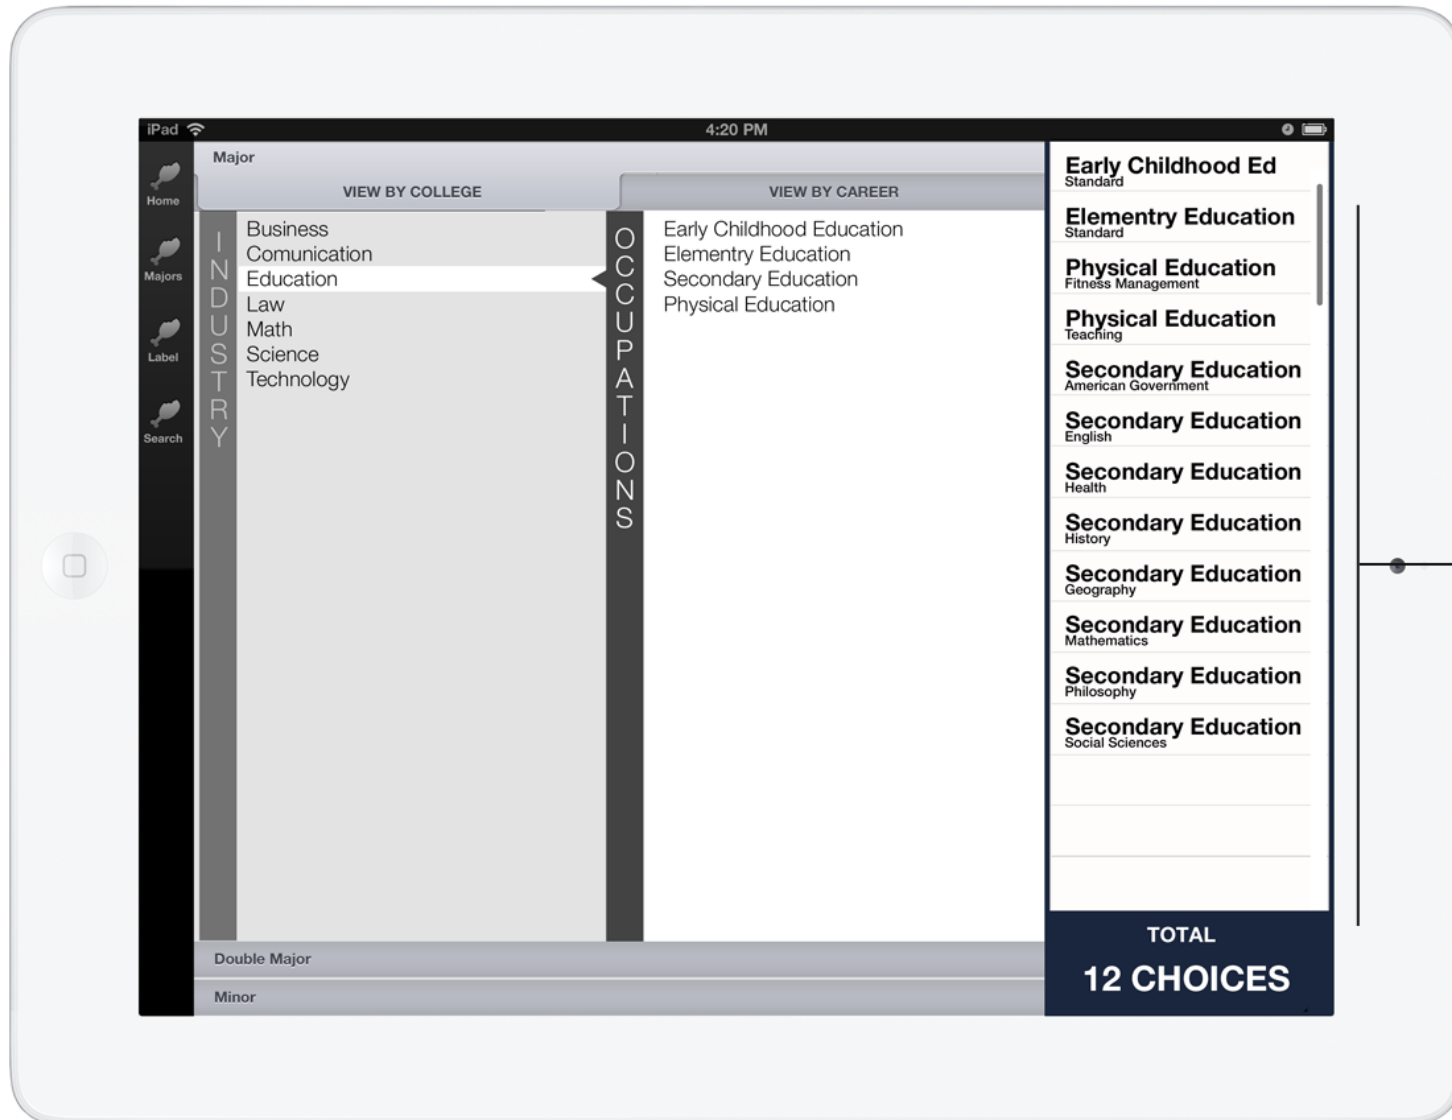 iPad
4:20 PM
Home
Majors
Label
Search
Major
VIEW BY COLLEGE
VIEW BY CAREER
INDUSTRY
Business
Comunication
Education
Law
Math
Science
Technology
OCCUPATIONS
Early Childhood Education
Elementry Education
Secondary Education
Physical Education
Double Major
Minor
Early Childhood Ed
Standard
Elementry Education
Standard
Physical Education
Fitness Management
Physical Education
Teaching
Secondary Education
American Government
Secondary Education
English
Secondary Education
Health
Secondary Education
History
Secondary Education
Geography
Secondary Education
Mathematics
Secondary Education
Philosophy
Secondary Education
Social Sciences
TOTAL
12 CHOICES